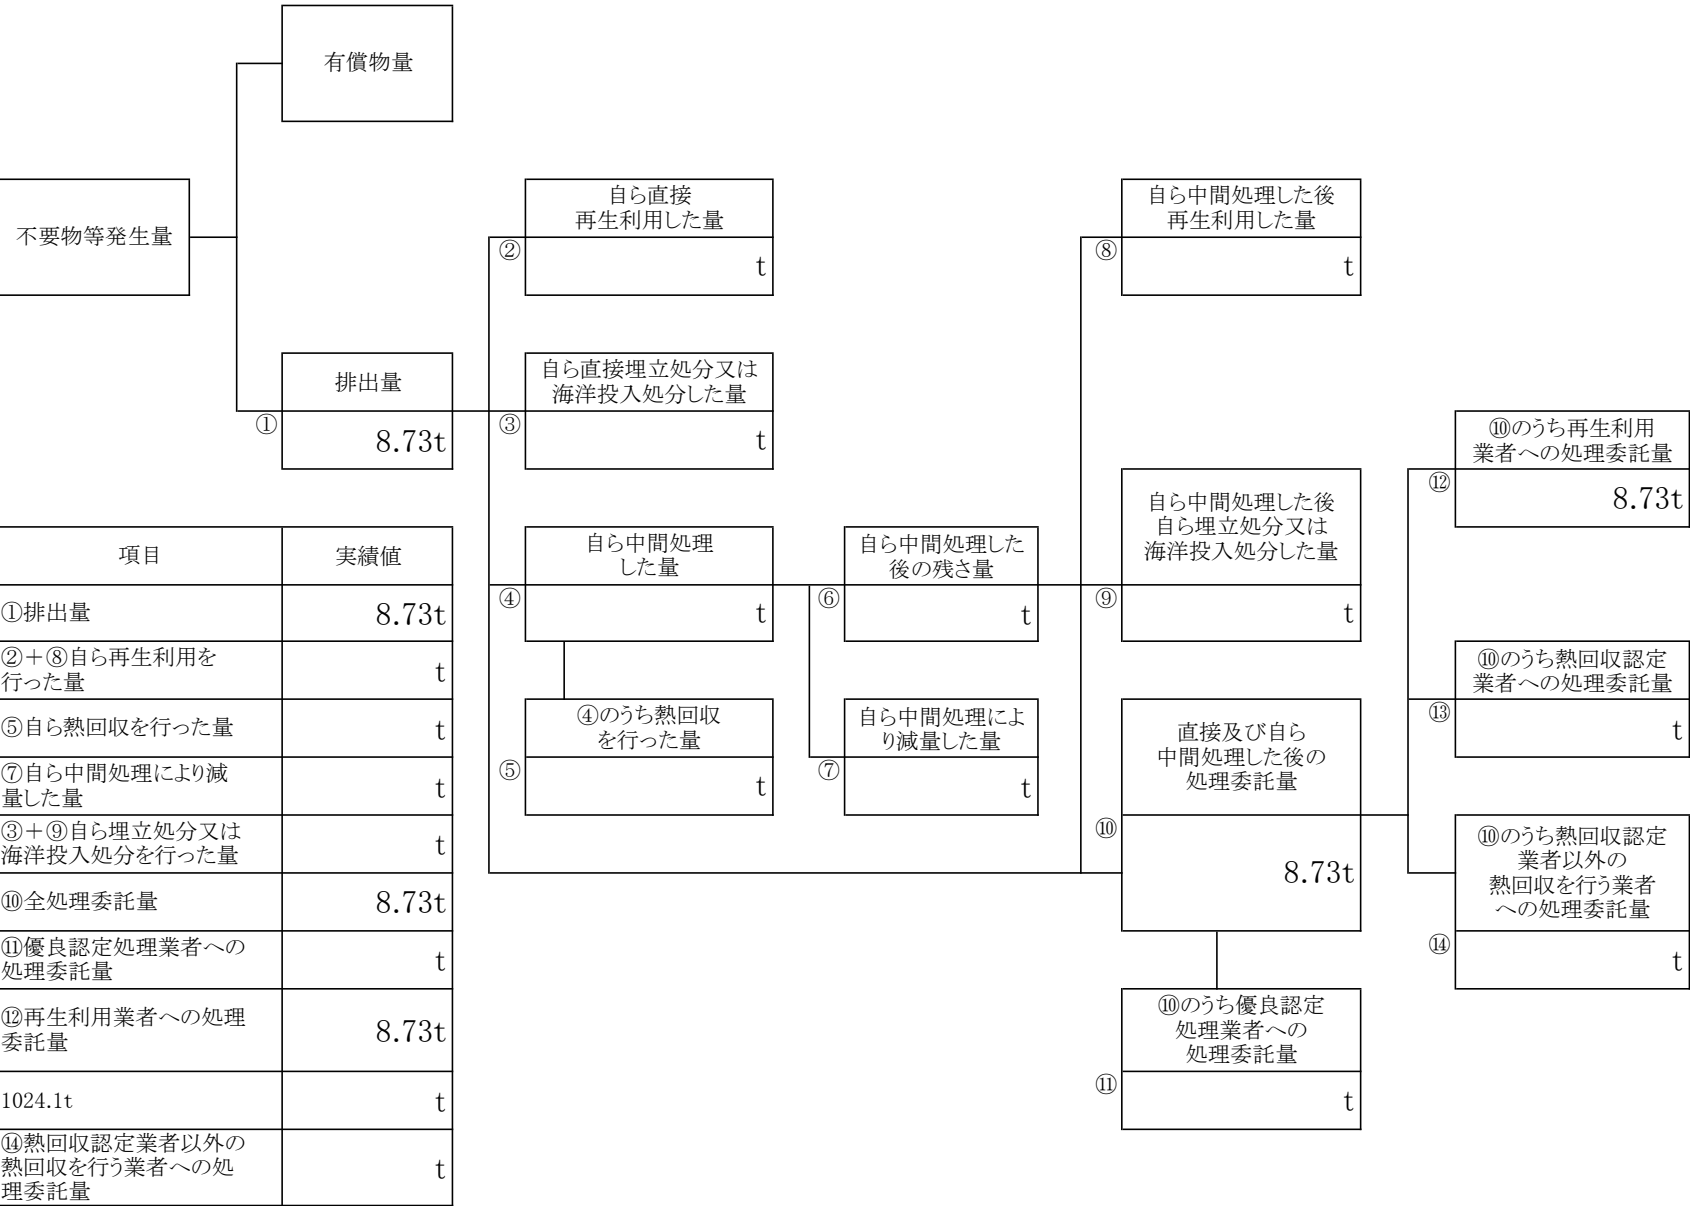 有償物量
不要物等発生量
自ら直接
再生利用した量
②
t
自ら中間処理した後
再生利用した量
⑧
t
排出量
①
8.73t
自ら直接埋立処分又は
海洋投入処分した量
③
t
⑩のうち再生利用
業者への処理委託量
⑫
8.73t
自ら中間処理
した量
④
t
自ら中間処理した
後の残さ量
⑥
t
自ら中間処理した後
自ら埋立処分又は
海洋投入処分した量
⑨
t
⑩のうち熱回収認定
業者への処理委託量
⑬
t
④のうち熱回収
を行った量
⑤
t
自ら中間処理によ
り減量した量
⑦
t
直接及び自ら
中間処理した後の
処理委託量
⑩
8.73t
⑩のうち熱回収認定
業者以外の
熱回収を行う業者
への処理委託量
⑭
t
⑩のうち優良認定
処理業者への
処理委託量
⑪
t
項目 実績値
①排出量 8.73t
②＋⑧自ら再生利用を
行った量 t
⑤自ら熱回収を行った量 t
⑦自ら中間処理により減
量した量 t
③＋⑨自ら埋立処分又は
海洋投入処分を行った量 t
⑩全処理委託量 8.73t
⑪優良認定処理業者への
処理委託量 t
⑫再生利用業者への処理
委託量 8.73t
1024.1t t
⑭熱回収認定業者以外の
熱回収を行う業者への処
理委託量 t